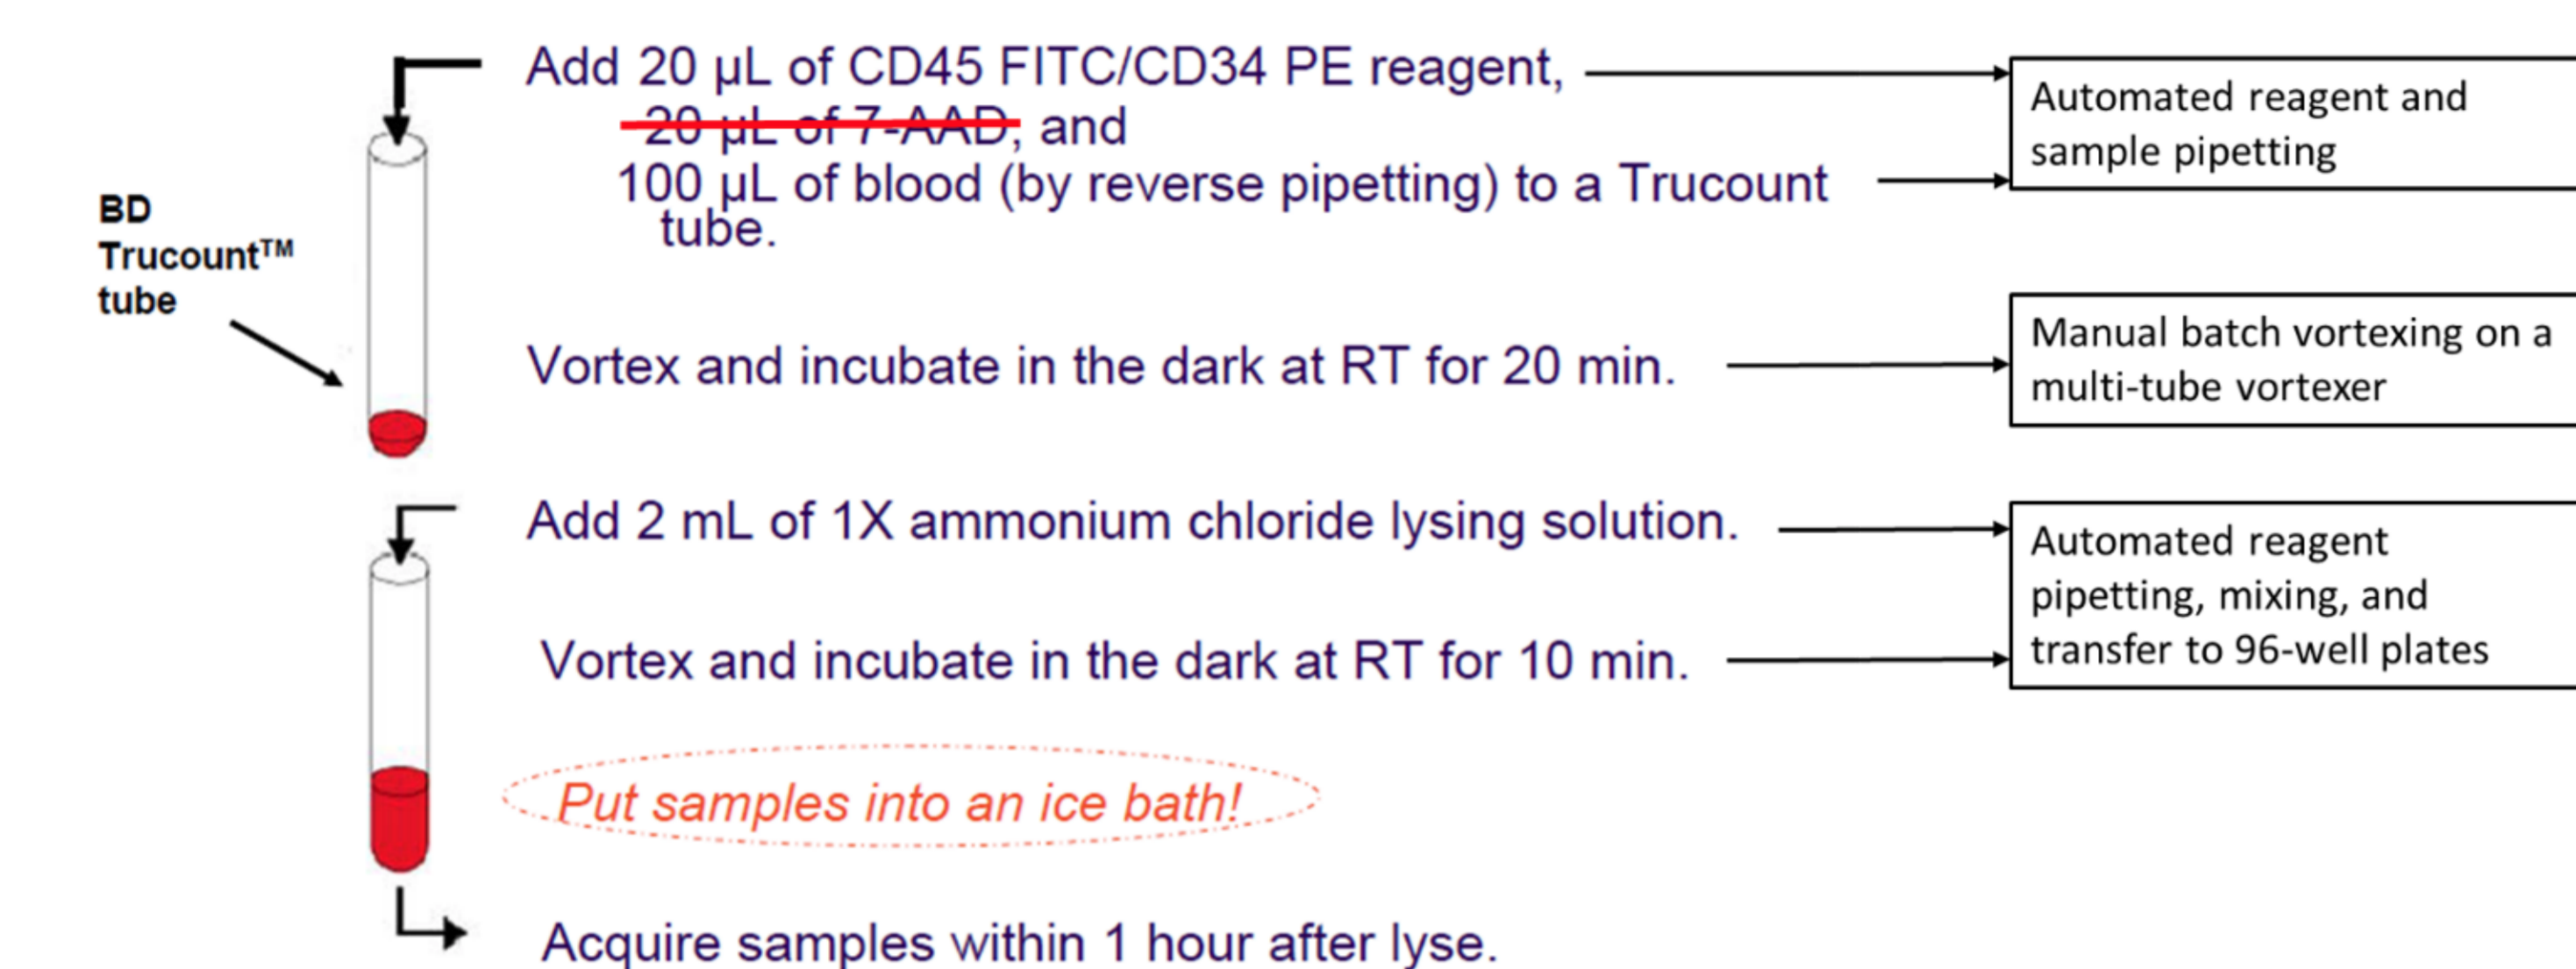 Add 20 µL of CD45 FITC/CD34 PE reagent,
20 µL of 7-AAD, and
100 µL of blood (by reverse pipetting) to a Trucount
tube.
Automated reagent and
sample pipetting
BD
Trucount™
tube
Vortex and incubate in the dark at RT for 20 min.
Manual batch vortexing on a
multi-tube vortexer
Add 2 mL of 1X ammonium chloride lysing solution.
Vortex and incubate in the dark at RT for 10 min.
Automated reagent
pipetting, mixing, and
transfer to 96-well plates
Put samples into an ice bath!
Acquire samples within 1 hour after lyse.